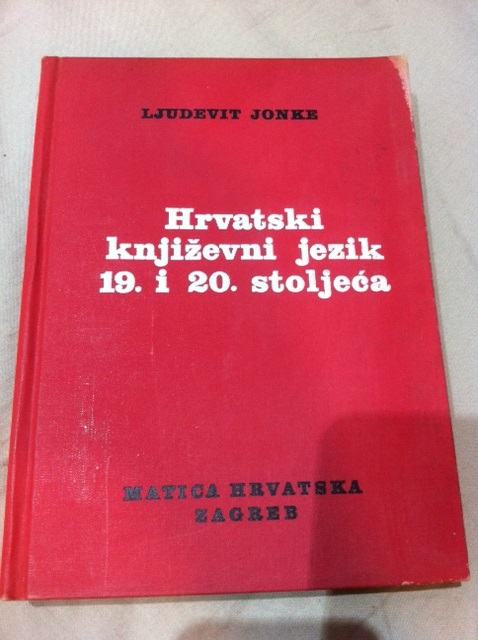 LJUDEVIT JONKE
Hrvatski
književni jezik
19. i 20. stoljeća
MATICA HRVATSKA
ZAGREB